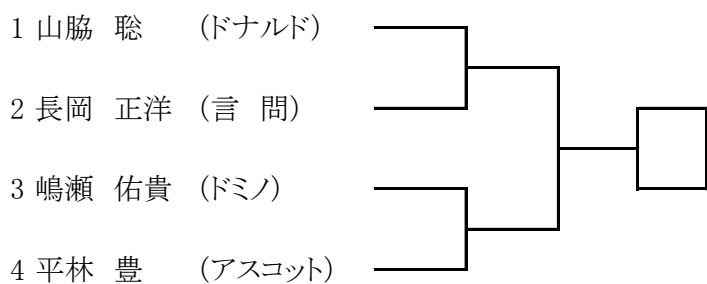 1 山脇 聡 (ドナルド)
2 長岡 正洋 (言 問)
3 嶋瀬 佑貴 (ドミノ)
4 平林 豊 (アスコット)